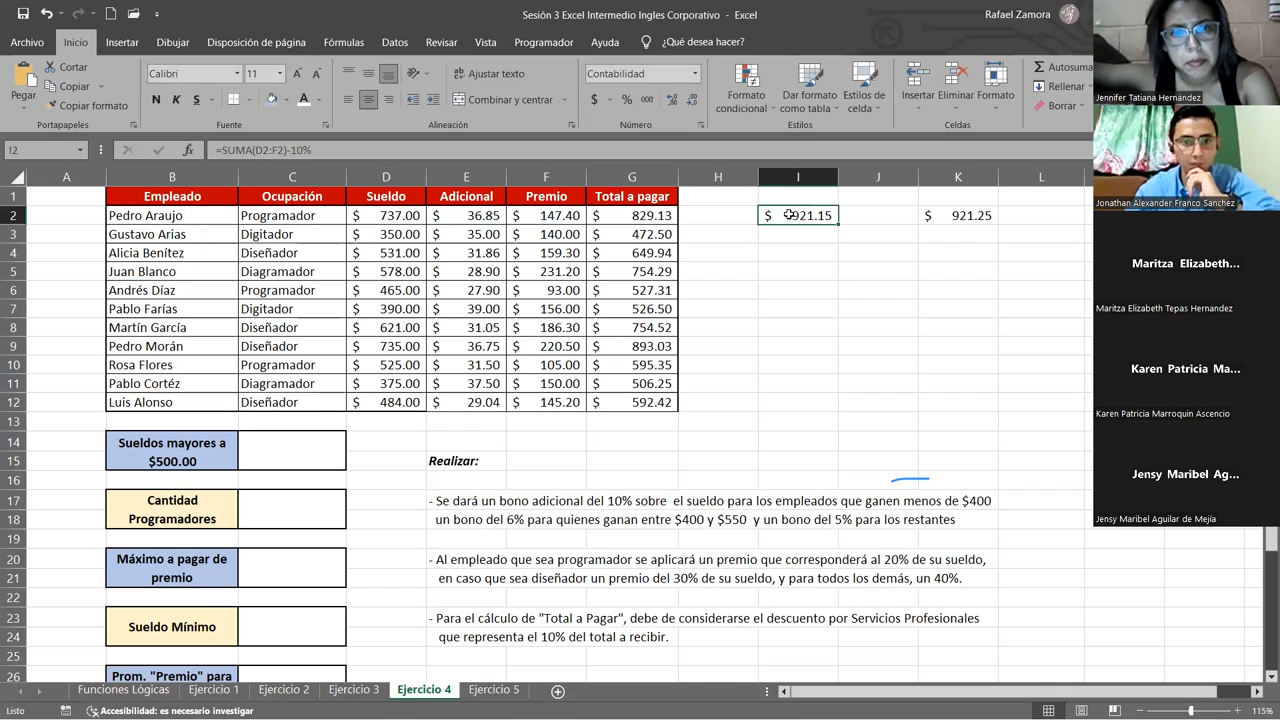 Sesión 3 Excel Intermedio Ingles Corporativo - Excel
Rafael Zamora
Archivo Inicio Insertar Dibujar Disposición de página Fórmulas Datos Revisar Vista Programador Ayuda ¿Qué desea hacer?
Pegar
Cortar
Copiar
Copiar formato
Portapapeles
Calibri 11
N K S
Fuente
Ajustar texto
Combinar y centrar
Alineación
Contabilidad
$ % 000
Número
Formato condicional
Dar formato como tabla
Estilos de celda
Estilos
Insertar Eliminar Formato
Celdas
Autosuma
Rellenar
Borrar
12
=SUMA(D2:F2)-10%
A B C D E F G H I J K L
1 Empleado Ocupación Sueldo Adicional Premio Total a pagar
2 Pedro Araujo Programador $ 737.00 $ 36.85 $ 147.40 $ 829.13 $ 921.15 $ 921.25
3 Gustavo Arias Digitador $ 350.00 $ 35.00 $ 140.00 $ 472.50
4 Alicia Benítez Diseñador $ 531.00 $ 31.86 $ 159.30 $ 649.94
5 Juan Blanco Diagramador $ 578.00 $ 28.90 $ 231.20 $ 754.29
6 Andrés Díaz Programador $ 465.00 $ 27.90 $ 93.00 $ 527.31
7 Pablo Farías Digitador $ 390.00 $ 39.00 $ 156.00 $ 526.50
8 Martín García Diseñador $ 621.00 $ 31.05 $ 186.30 $ 754.52
9 Pedro Morán Diseñador $ 735.00 $ 36.75 $ 220.50 $ 893.03
10 Rosa Flores Programador $ 525.00 $ 31.50 $ 105.00 $ 595.35
11 Pablo Cortéz Diagramador $ 375.00 $ 37.50 $ 150.00 $ 506.25
12 Luis Alonso Diseñador $ 484.00 $ 29.04 $ 145.20 $ 592.42
13
14 Sueldos mayores a
15 $500.00 Realizar:
16
17 Cantidad - Se dará un bono adicional del 10% sobre el sueldo para los empleados que ganen menos de $400
18 Programadores un bono del 6% para quienes ganan entre $400 y $550 y un bono del 5% para los restantes
19
20 Máximo a pagar de - Al empleado que sea programador se aplicará un premio que corresponderá al 20% de su sueldo,
21 premio en caso que sea diseñador un premio del 30% de su sueldo, y para todos los demás, un 40%.
22
23 Sueldo Mínimo - Para el cálculo de "Total a Pagar", debe de considerarse el descuento por Servicios Profesionales
24 que representa el 10% del total a recibir.
25
26 Prom. "Premio" para
Funciones Lógicas Ejercicio 1 Ejercicio 2 Ejercicio 3 Ejercicio 4 Ejercicio 5
Listo Accesibilidad: es necesario investigar 115%
Jennifer Tatiana Hernández
Jonathan Alexander Franco Sanchez
Maritza Elizabeth...
Maritza Elizabeth Tepas Hernandez
Karen Patricia Ma...
Karen Patricia Marroquin Ascencio
Jensy Maribel Ag...
Jensy Maribel Aguilar de Mejía